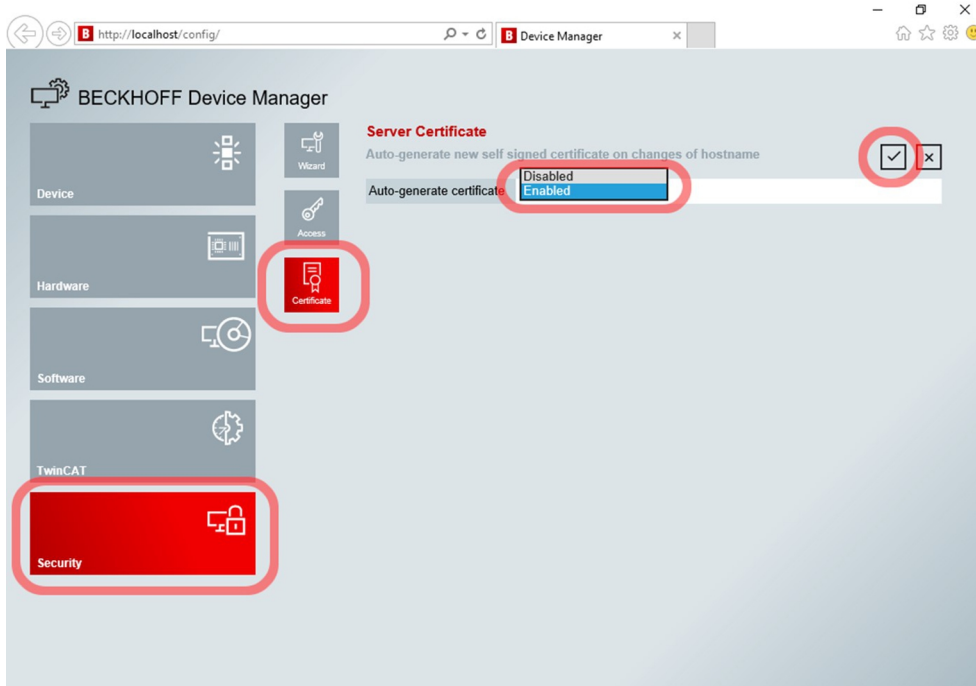 B http://localhost/config/
B Device Manager
BECKHOFF Device Manager
Device
Hardware
Software
TwinCAT
Security
Wizard
Access
Certificate
Server Certificate
Auto-generate new self signed certificate on changes of hostname
Auto-generate certificate
Disabled
Enabled